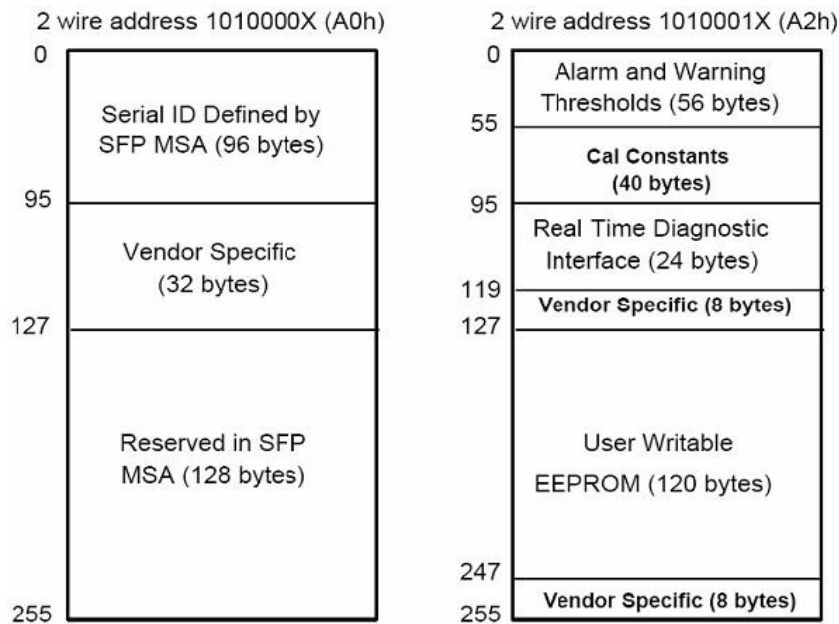 2 wire address 1010000X (A0h)
0
Serial ID Defined by
SFP MSA (96 bytes)
95
Vendor Specific
(32 bytes)
127
Reserved in SFP
MSA (128 bytes)
255
2 wire address 1010001X (A2h)
0
Alarm and Warning
Thresholds (56 bytes)
55
Cal Constants
(40 bytes)
95
Real Time Diagnostic
Interface (24 bytes)
119
Vendor Specific (8 bytes)
127
User Writable
EEPROM (120 bytes)
247
Vendor Specific (8 bytes)
255